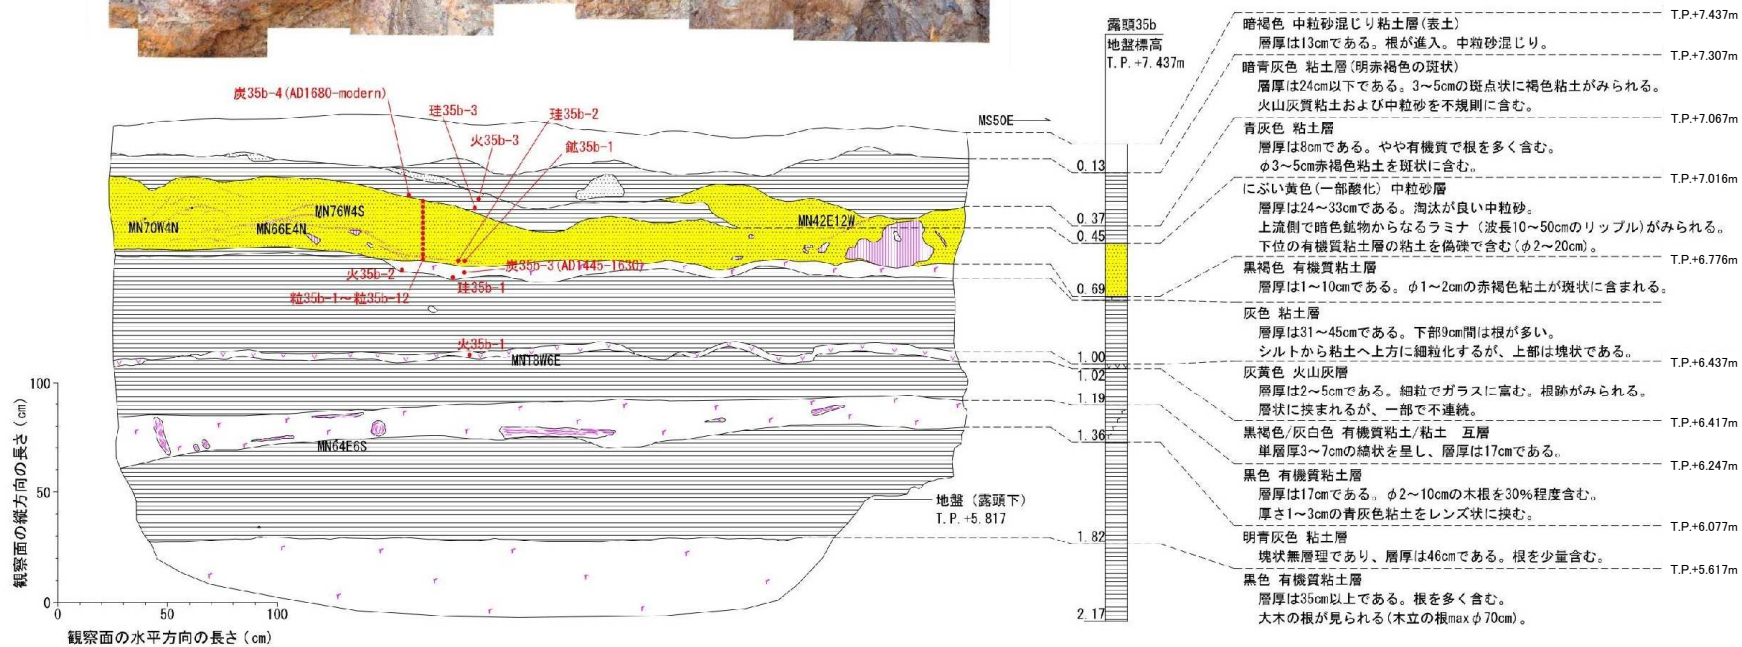 炭35b-4(AD1680-modern)
珪35b-3
珪35b-2
火35b-3
鉱35b-1
MS50E
MN76W4S
MN70W4N
MN66E4N
MN42E12W
火35b-2
炭35b-3(AD1445-1630)
珪35b-1
粒35b-1～粒35b-12
火35b-1
MN18W6E
MN64E6S
地盤（露頭下）
T.P.+5.817
100
50
0
0
50
100
観察面の縦方向の長さ(cm)
観察面の水平方向の長さ(cm)
露頭35b
地盤標高
T.P.+7.437m
0.13
0.37
0.45
0.69
1.00
1.02
1.19
1.36
1.82
2.17
暗褐色 中粒砂混じり粘土層(表土)
層厚は13cmである。根が進入。中粒砂混じり。
暗青灰色 粘土層(明赤褐色の斑状)
層厚は24cm以下である。3～5cmの斑点状に褐色粘土がみられる。
火山灰質粘土および中粒砂を不規則に含む。
青灰色 粘土層
層厚は8cmである。やや有機質で根を多く含む。
φ3～5cm赤褐色粘土を斑状に含む。
にぶい黄色(一部酸化) 中粒砂層
層厚は24～33cmである。淘汰が良い中粒砂。
上流側で暗色鉱物からなるラミナ（波長10～50cmのリップル)がみられる。
下位の有機質粘土層の粘土を偽礫で含む(φ2～20cm)。
黒褐色 有機質粘土層
層厚は1～10cmである。φ1～2cmの赤褐色粘土が斑状に含まれる。
灰色 粘土層
層厚は31～45cmである。下部9cm間は根が多い。
シルトから粘土へ上方に細粒化するが、上部は塊状である。
灰黄色 火山灰層
層厚は2～5cmである。細粒でガラスに富む。根跡がみられる。
層状に挟まれるが、一部で不連続。
黒褐色/灰白色 有機質粘土/粘土 互層
単層厚3～7cmの縞状を呈し、層厚は17cmである。
黒色 有機質粘土層
層厚は17cmである。φ2～10cmの木根を30%程度含む。
厚さ1～3cmの青灰色粘土をレンズ状に挟む。
明青灰色 粘土層
塊状無層理であり、層厚は46cmである。根を少量含む。
黒色 有機質粘土層
層厚は35cm以上である。根を多く含む。
大木の根が見られる(木立の根maxφ70cm)。
T.P.+7.437m
T.P.+7.307m
T.P.+7.067m
T.P.+7.016m
T.P.+6.776m
T.P.+6.437m
T.P.+6.417m
T.P.+6.247m
T.P.+6.077m
T.P.+5.617m